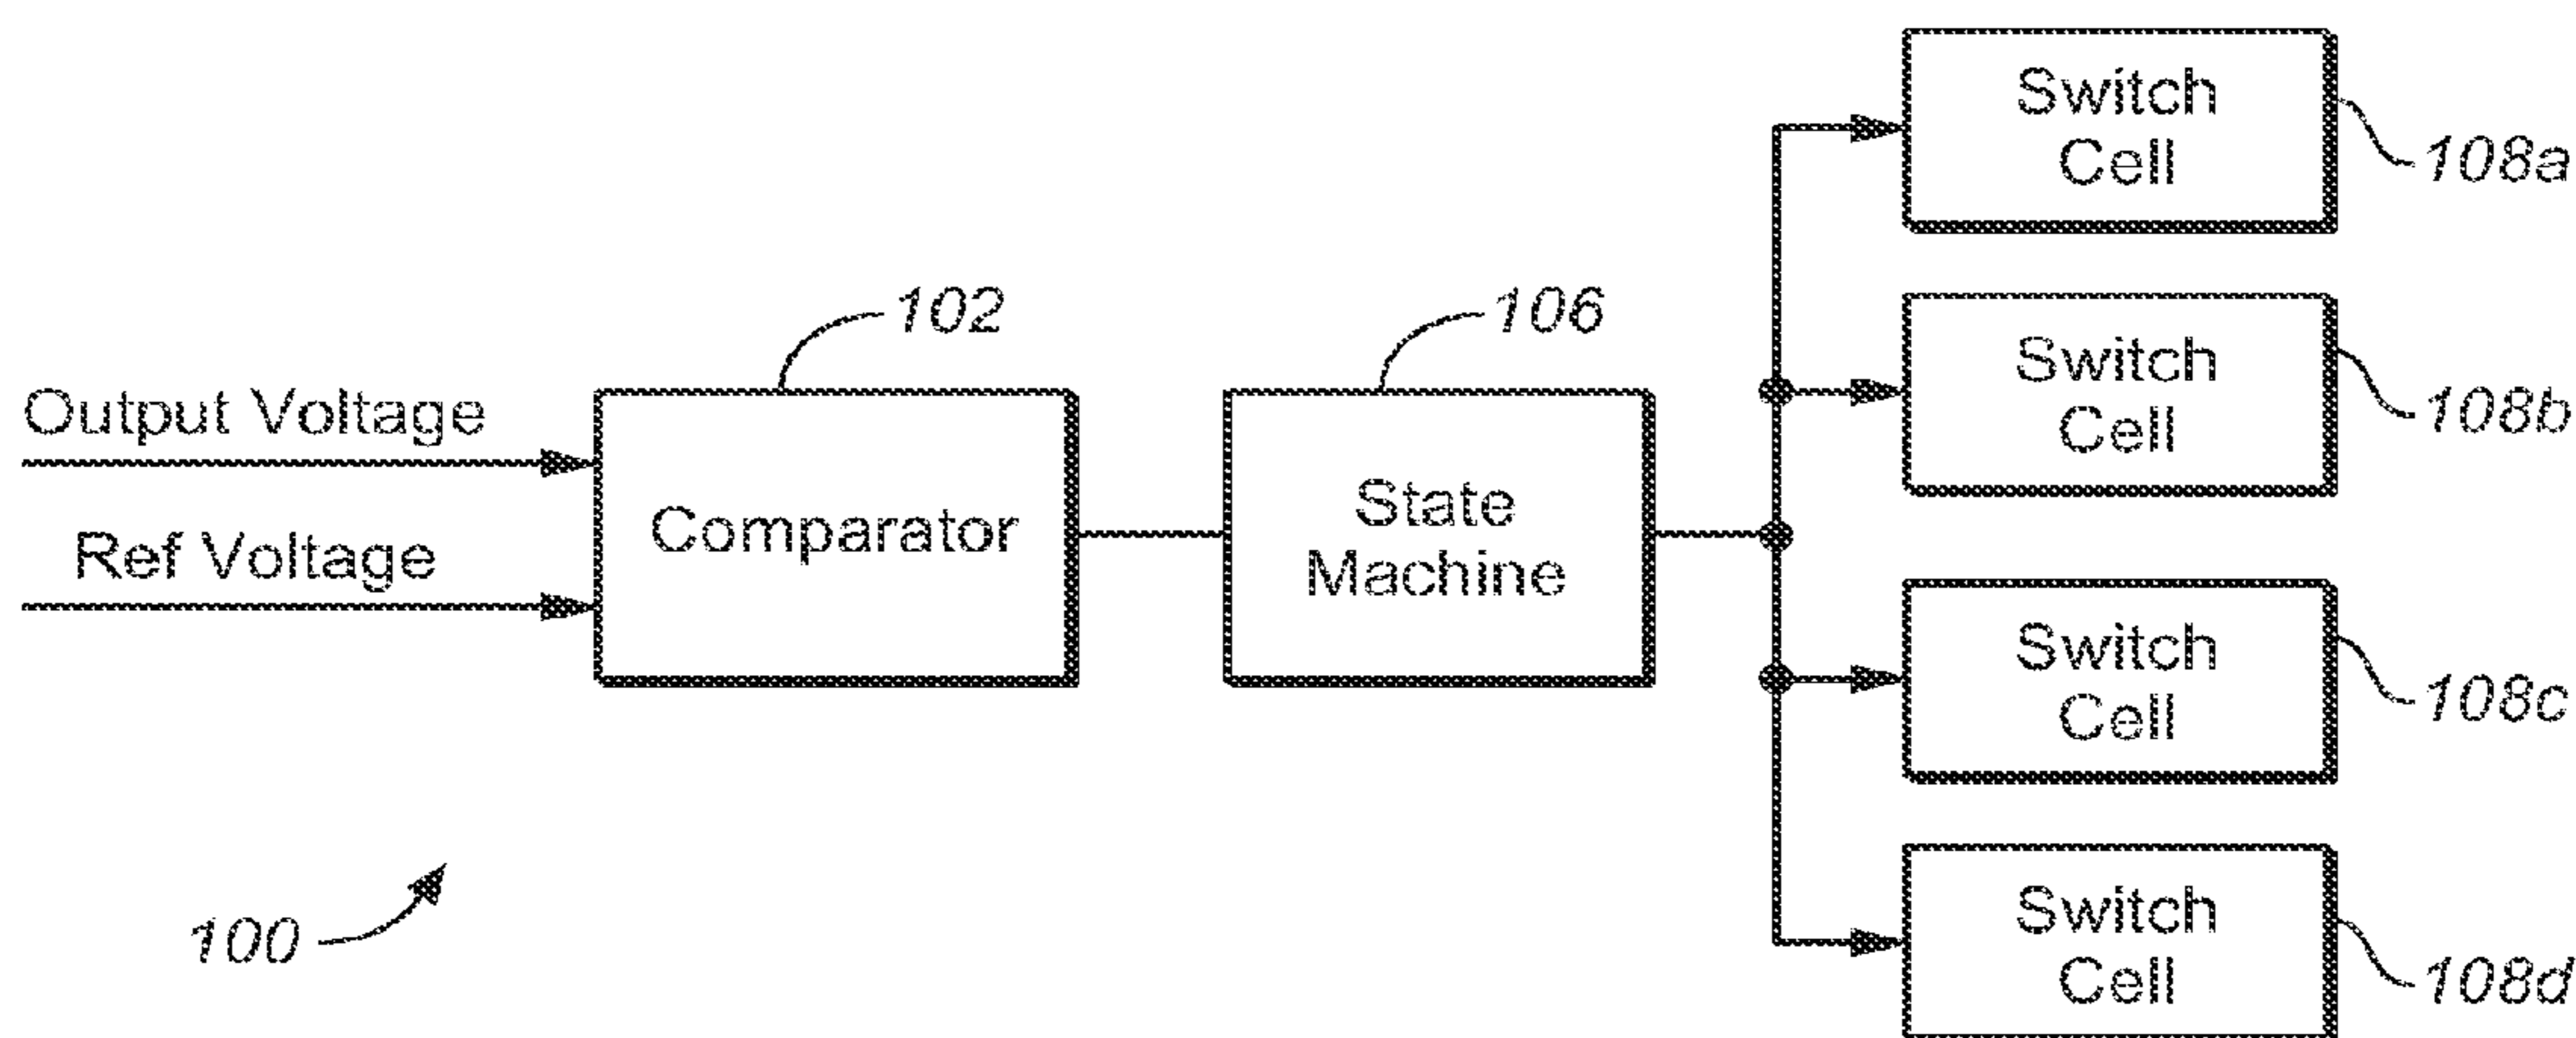 Switch
Cell
108a
102
106
Switch
Cell
108b
Output Voltage
Ref Voltage
Comparator
State
Machine
Switch
Cell
108c
100
Switch
Cell
108d